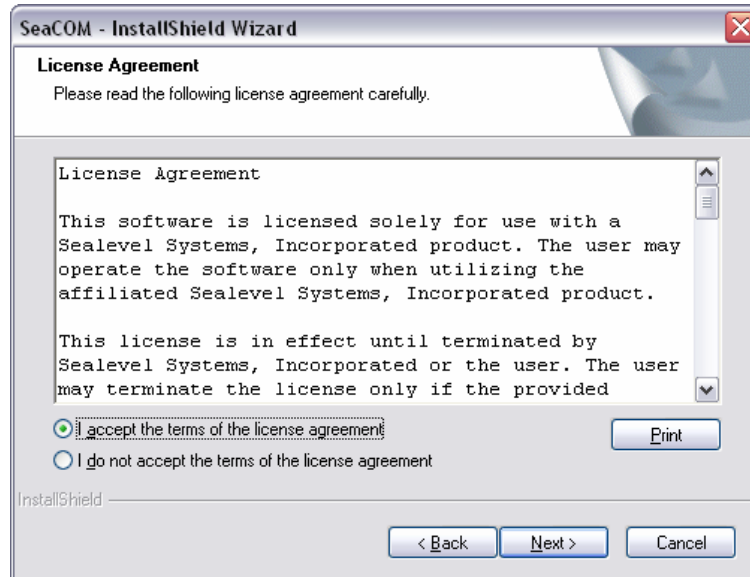 SeaCOM - InstallShield Wizard
License Agreement
Please read the following license agreement carefully.
License Agreement
This software is licensed solely for use with a
Sealevel Systems, Incorporated product. The user may
operate the software only when utilizing the
affiliated Sealevel Systems, Incorporated product.
This license is in effect until terminated by
Sealevel Systems, Incorporated or the user. The user
may terminate the license only if the provided
I accept the terms of the license agreement
Print
I do not accept the terms of the license agreement
InstallShield
< Back
Next >
Cancel